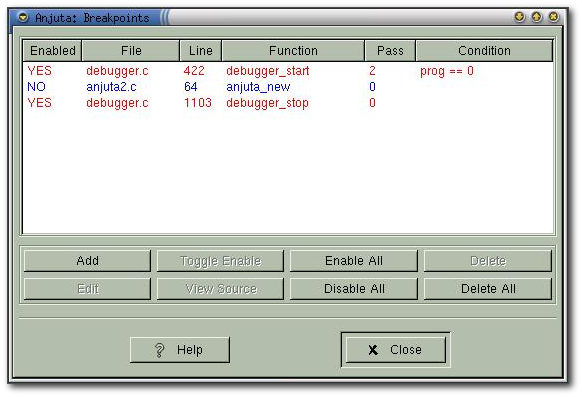 Anjuta: Breakpoints
Enabled File Line Function Pass Condition
YES debugger.c 422 debugger_start 2 prog == 0
NO anjuta2.c 64 anjuta_new 0
YES debugger.c 1103 debugger_stop 0
Add Toggle Enable Enable All Delete
Edit View Source Disable All Delete All
Help Close